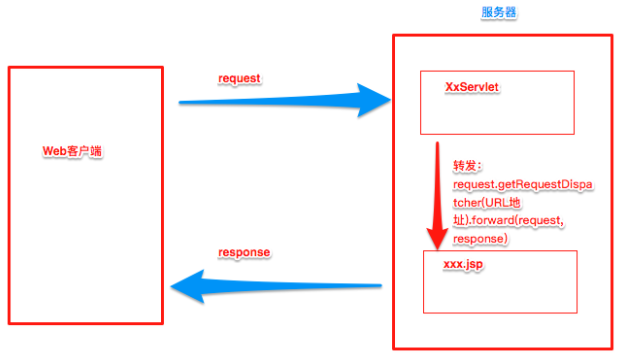 服务器
request
XxServlet
Web客户端
转发：
request.getRequestDispa
tcher(URL地
址).forward(request,
response)
response
xxx.jsp